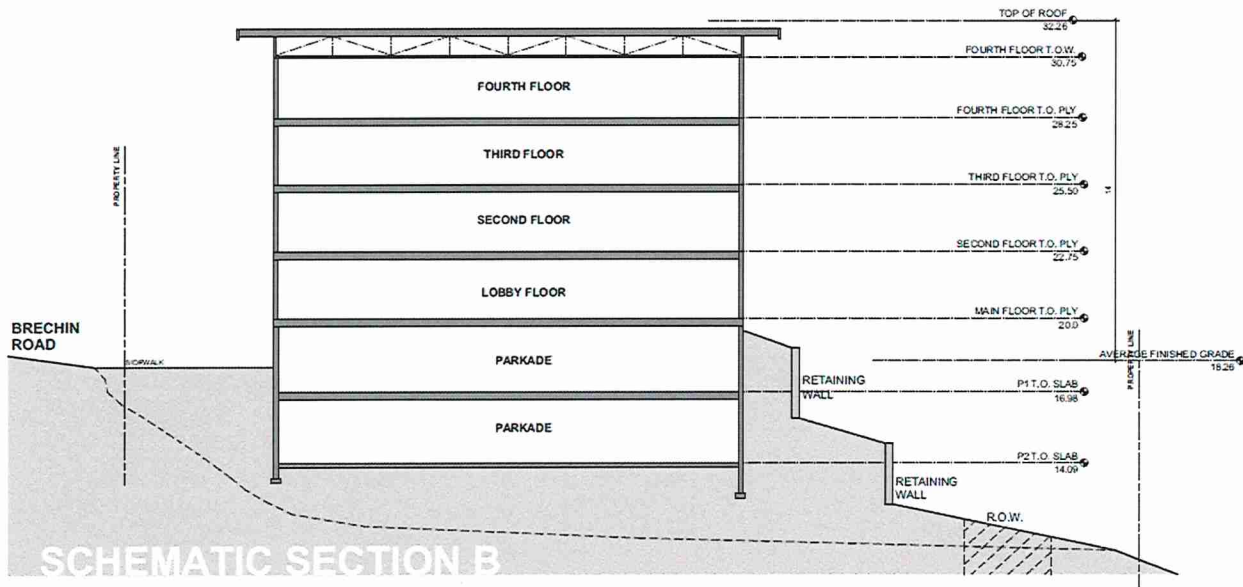 TOP OF ROOF
32.26
FOURTH FLOOR T.O.W.
30.75
FOURTH FLOOR
FOURTH FLOOR T.O. PLY
28.25
THIRD FLOOR
PROPERTY LINE
THIRD FLOOR T.O. PLY
25.50
14
SECOND FLOOR
SECOND FLOOR T.O. PLY
22.75
LOBBY FLOOR
MAIN FLOOR T.O. PLY
20.0
BRECHIN
ROAD
SIDEWALK
PARKADE
PROPERTY LINE
AVERAGE FINISHED GRADE
18.26
RETAINING
WALL
P1 T.O. SLAB
16.98
PARKADE
P2 T.O. SLAB
14.09
RETAINING
WALL
R.O.W.
SCHEMATIC SECTION B